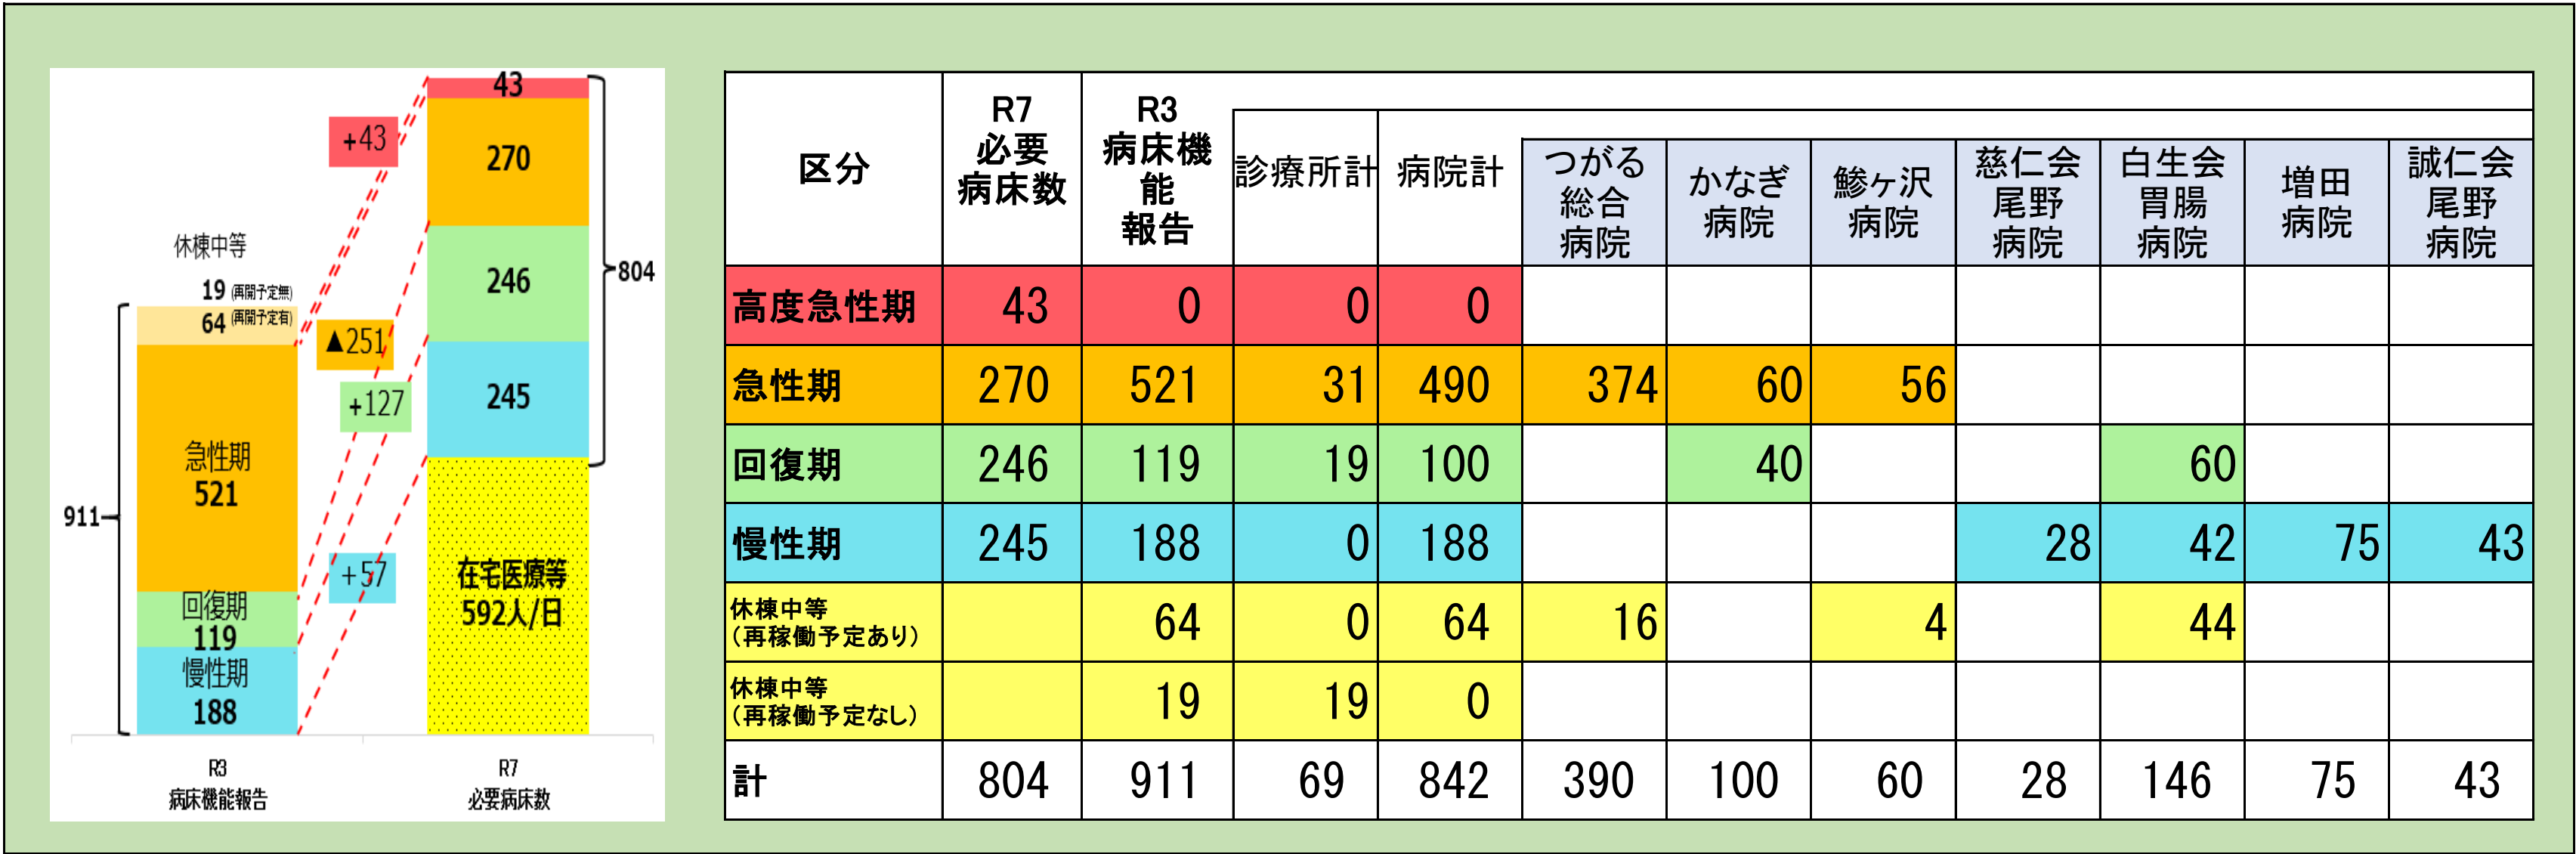 43
+43
270
休棟中等
19 (再開予定無)
64 (再開予定有)
804
246
▲251
+127
245
急性期
521
911
+57
在宅医療等
592人/日
回復期
119
慢性期
188
R3
病床機能報告
R7
必要病床数
区分
R7
必要
病床数
R3
病床機
能
報告
診療所計
病院計
つがる
総合
病院
かなぎ
病院
鰺ヶ沢
病院
慈仁会
尾野
病院
白生会
胃腸
病院
増田
病院
誠仁会
尾野
病院
高度急性期 43 0 0 0
急性期 270 521 31 490 374 60 56
回復期 246 119 19 100 40 60
慢性期 245 188 0 188 28 42 75 43
休棟中等
(再稼働予定あり) 64 0 64 16 4 44
休棟中等
(再稼働予定なし) 19 19 0
計 804 911 69 842 390 100 60 28 146 75 43